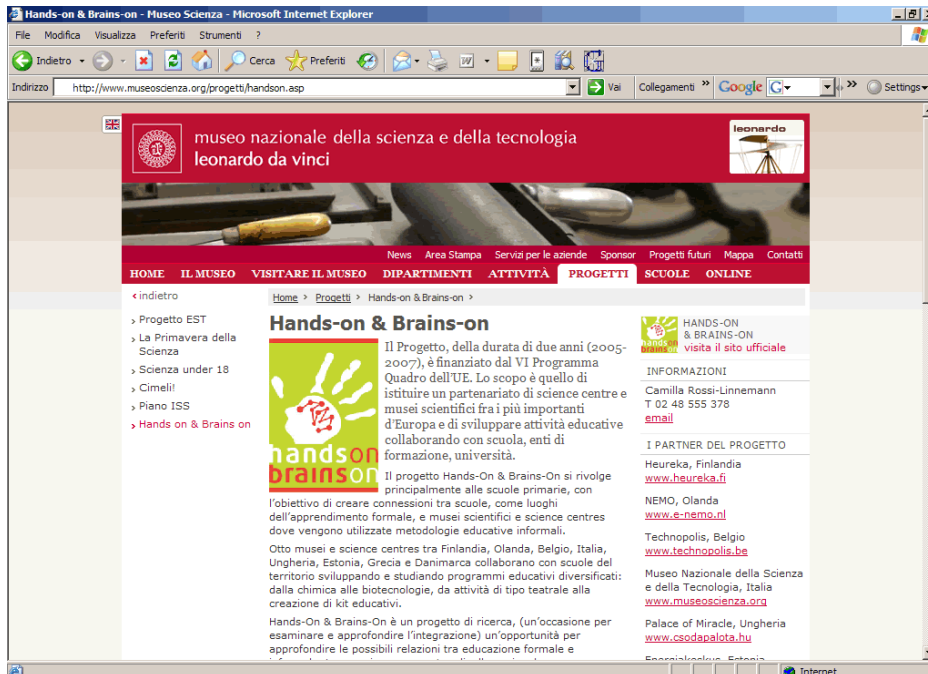 Hands-on & Brains-on - Museo Scienza - Microsoft Internet Explorer
File Modifica Visualizza Preferiti Strumenti ?
Indietro Cerca Preferiti
Indirizzo http://www.museoscienza.org/progetti/handson.asp Vai Collegamenti » Google G Settings
museo nazionale della scienza e della tecnologia
leonardo da vinci
leonardo
News Area Stampa Servizi per le aziende Sponsor Progetti futuri Mappa Contatti
HOME IL MUSEO VISITARE IL MUSEO DIPARTIMENTI ATTIVITÀ PROGETTI SCUOLE ONLINE
indietro
Progetto EST
La Primavera della
Scienza
Scienza under 18
Cimeli!
Piano ISS
Hands on & Brains on
Home > Progetti > Hands-on & Brains-on >
Hands-on & Brains-on
hands on
brains on
Il Progetto, della durata di due anni (2005-
2007), è finanziato dal VI Programma
Quadro dell'UE. Lo scopo è quello di
istituire un partenariato di science centre e
musei scientifici fra i più importanti
d'Europa e di sviluppare attività educative
collaborando con scuola, enti di
formazione, università.
Il progetto Hands-On & Brains-On si rivolge
principalmente alle scuole primarie, con
l'obiettivo di creare connessioni tra scuole, come luoghi
dell'apprendimento formale, e musei scientifici e science centres
dove vengono utilizzate metodologie educative informali.
Otto musei e science centres tra Finlandia, Olanda, Belgio, Italia,
Ungheria, Estonia, Grecia e Danimarca collaborano con scuole del
territorio sviluppando e studiando programmi educativi diversificati:
dalla chimica alle biotecnologie, da attività di tipo teatrale alla
creazione di kit educativi.
Hands-On & Brains-On è un progetto di ricerca, (un'occasione per
esaminare e approfondire l'integrazione) un'opportunità per
approfondire le possibili relazioni tra educazione formale e
hands on
brains on
HANDS-ON
& BRAINS-ON
visita il sito ufficiale
INFORMAZIONI
Camilla Rossi-Linnemann
T 02 48 555 378
email
I PARTNER DEL PROGETTO
Heureka, Finlandia
www.heureka.fi
NEMO, Olanda
www.e-nemo.nl
Technopolis, Belgio
www.technopolis.be
Museo Nazionale della Scienza
e della Tecnologia, Italia
www.museoscienza.org
Palace of Miracle, Ungheria
www.csodapalota.hu
Energiakeskus, Estonia
Internet